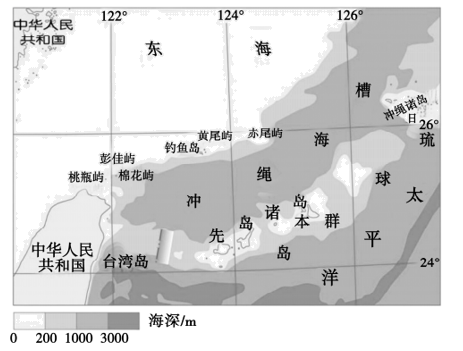 122°
124°
126°
中华人民
共和国
东 海
槽
冲绳诸岛
日
26°
黄尾屿
赤尾屿
钓鱼岛
海
琉
彭佳屿
桃瓶屿
棉花屿
绳
球
太
冲
诸
岛
先
岛
本
群
平
岛
中华人民
共和国
台湾岛
24°
洋
0 200 1000 3000
海深/m